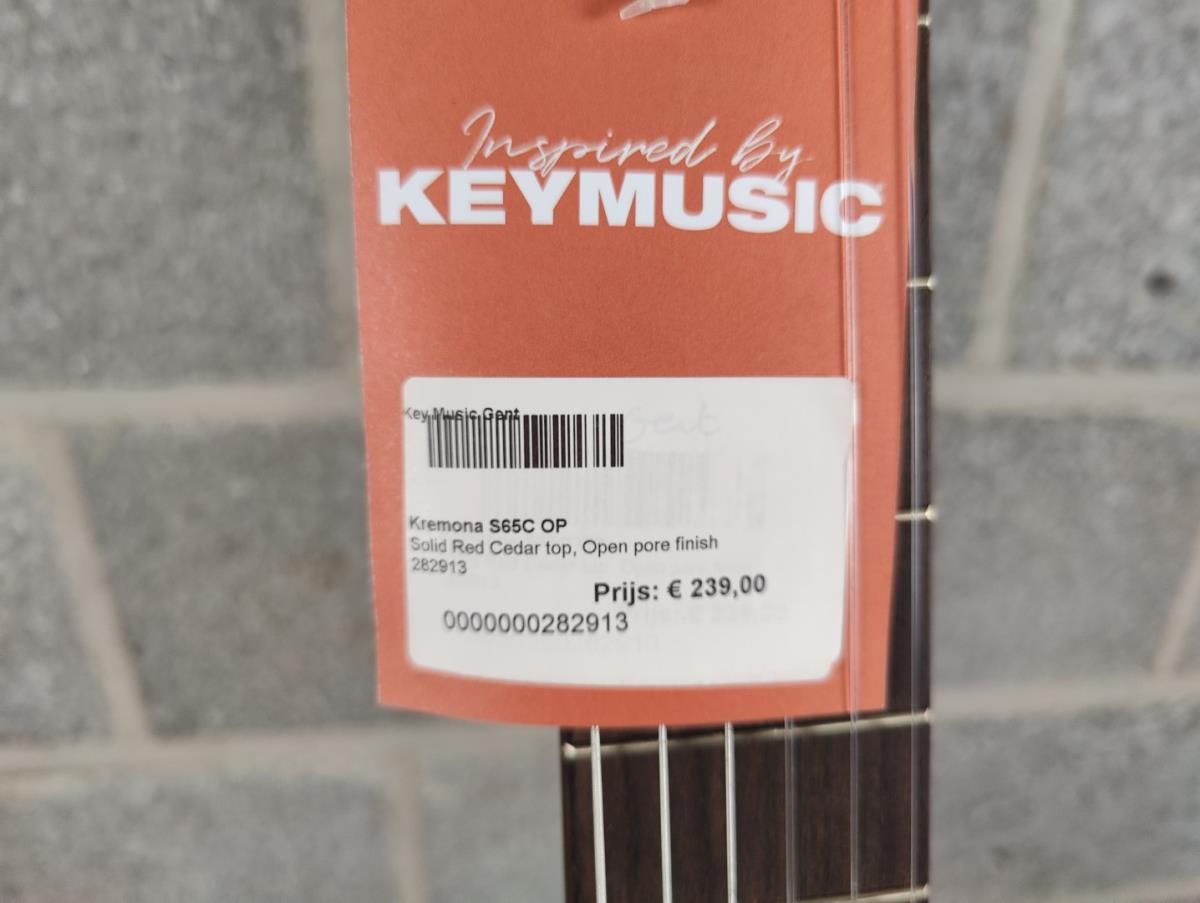 Inspired by
KEYMUSIC
Key Music Gent
Kremona S65C OP
Solid Red Cedar top, Open pore finish
282913
Prijs: € 239,00
0000000282913